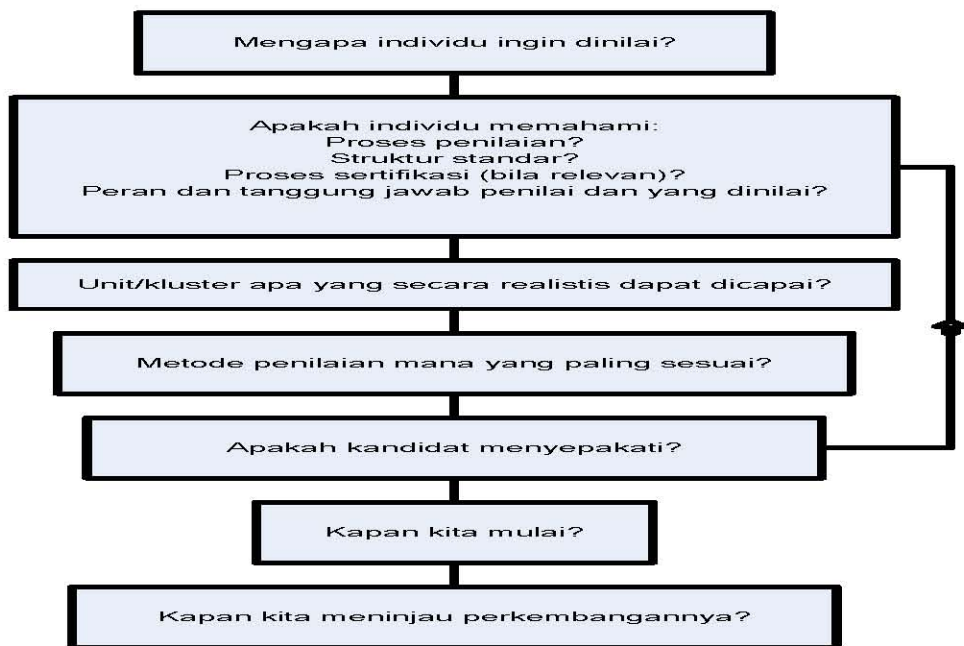 Mengapa individu ingin dinilai?
Apakah individu memahami:
Proses penilaian?
Struktur standar?
Proses sertifikasi (bila relevan)?
Peran dan tanggung jawab penilai dan yang dinilai?
Unit/kluster apa yang secara realistis dapat dicapai?
Metode penilaian mana yang paling sesuai?
Apakah kandidat menyepakati?
Kapan kita mulai?
Kapan kita meninjau perkembangannya?